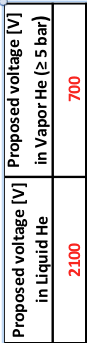 Proposed voltage [V]
in Liquid He
Proposed voltage [V]
in Vapor He (≥ 5 bar)
2100
700